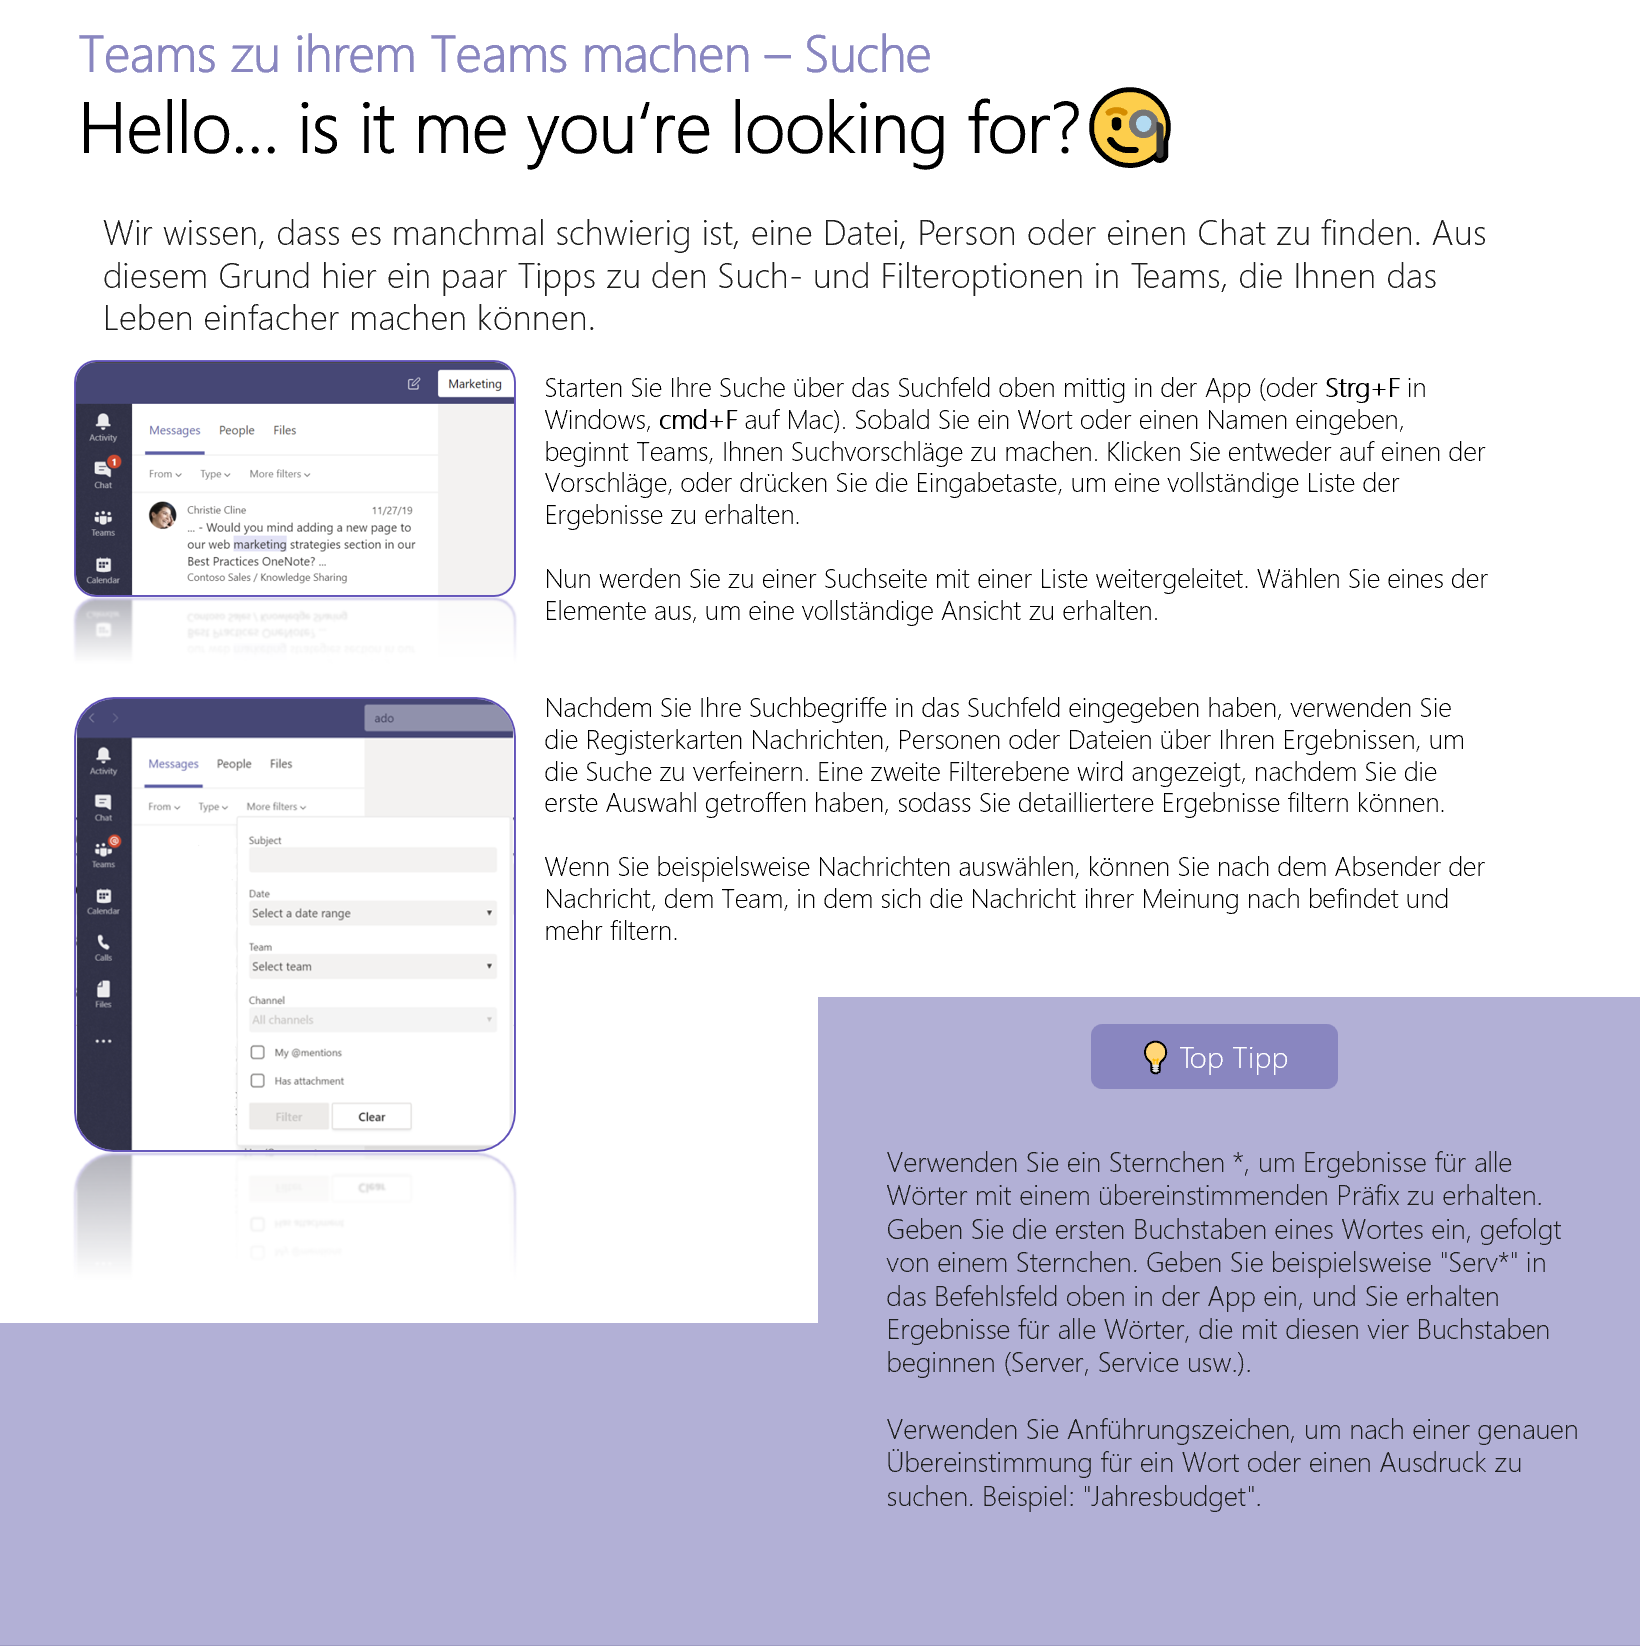 Teams zu ihrem Teams machen – Suche
Hello... is it me you‘re looking for?
Wir wissen, dass es manchmal schwierig ist, eine Datei, Person oder einen Chat zu finden. Aus
diesem Grund hier ein paar Tipps zu den Such- und Filteroptionen in Teams, die Ihnen das
Leben einfacher machen können.
Marketing
Activity
Chat
1
Teams
Calendar
Messages People Files
From Type More filters
Christie Cline 11/27/19
... - Would you mind adding a new page to
our web marketing strategies section in our
Best Practices OneNote? ...
Contoso Sales / Knowledge Sharing
Starten Sie Ihre Suche über das Suchfeld oben mittig in der App (oder Strg+F in
Windows, cmd+F auf Mac). Sobald Sie ein Wort oder einen Namen eingeben,
beginnt Teams, Ihnen Suchvorschläge zu machen. Klicken Sie entweder auf einen der
Vorschläge, oder drücken Sie die Eingabetaste, um eine vollständige Liste der
Ergebnisse zu erhalten.
Nun werden Sie zu einer Suchseite mit einer Liste weitergeleitet. Wählen Sie eines der
Elemente aus, um eine vollständige Ansicht zu erhalten.
ado
Activity
Chat
Teams
Calendar
Calls
Files
...
Messages People Files
From Type More filters
Subject
Date
Select a date range
Team
Select team
Channel
All channels
My @mentions
Has attachment
Filter Clear
Nachdem Sie Ihre Suchbegriffe in das Suchfeld eingegeben haben, verwenden Sie
die Registerkarten Nachrichten, Personen oder Dateien über Ihren Ergebnissen, um
die Suche zu verfeinern. Eine zweite Filterebene wird angezeigt, nachdem Sie die
erste Auswahl getroffen haben, sodass Sie detailliertere Ergebnisse filtern können.
Wenn Sie beispielsweise Nachrichten auswählen, können Sie nach dem Absender der
Nachricht, dem Team, in dem sich die Nachricht ihrer Meinung nach befindet und
mehr filtern.
Top Tipp
Verwenden Sie ein Sternchen *, um Ergebnisse für alle
Wörter mit einem übereinstimmenden Präfix zu erhalten.
Geben Sie die ersten Buchstaben eines Wortes ein, gefolgt
von einem Sternchen. Geben Sie beispielsweise "Serv*" in
das Befehlsfeld oben in der App ein, und Sie erhalten
Ergebnisse für alle Wörter, die mit diesen vier Buchstaben
beginnen (Server, Service usw.).
Verwenden Sie Anführungszeichen, um nach einer genauen
Übereinstimmung für ein Wort oder einen Ausdruck zu
suchen. Beispiel: "Jahresbudget".